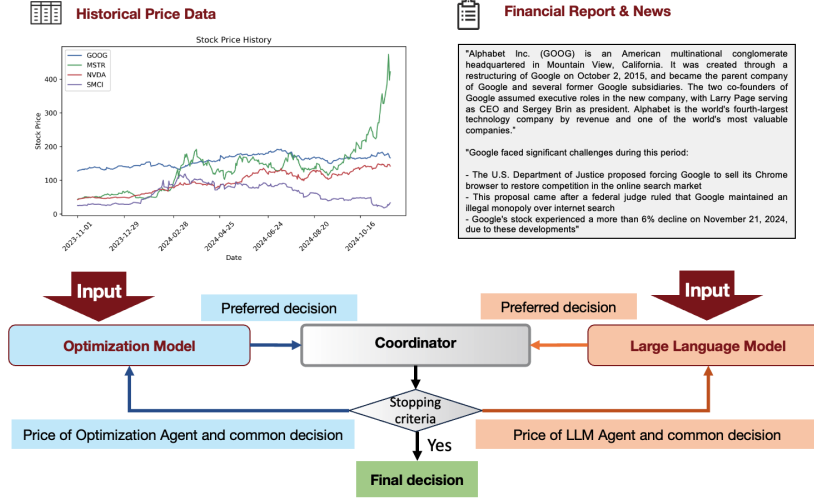 Historical Price Data
Financial Report & News
Stock Price History
GOOG
MSTR
NVDA
SMCI
400
300
200
100
0
Stock Price
2023-11-01
2023-12-29
2024-02-28
2024-04-25
2024-06-24
2024-08-20
2024-10-16
Date
"Alphabet Inc. (GOOG) is an American multinational conglomerate
headquartered in Mountain View, California. It was created through a
restructuring of Google on October 2, 2015, and became the parent company
of Google and several former Google subsidiaries. The two co-founders of
Google assumed executive roles in the new company, with Larry Page serving
as CEO and Sergey Brin as president. Alphabet is the world's fourth-largest
technology company by revenue and one of the world's most valuable
companies."
"Google faced significant challenges during this period:
- The U.S. Department of Justice proposed forcing Google to sell its Chrome
browser to restore competition in the online search market
- This proposal came after a federal judge ruled that Google maintained an
illegal monopoly over internet search
- Google's stock experienced a more than 6% decline on November 21, 2024,
due to these developments"
Input
Input
Preferred decision
Preferred decision
Optimization Model
Coordinator
Large Language Model
Stopping
criteria
Price of Optimization Agent and common decision
Price of LLM Agent and common decision
Yes
Final decision